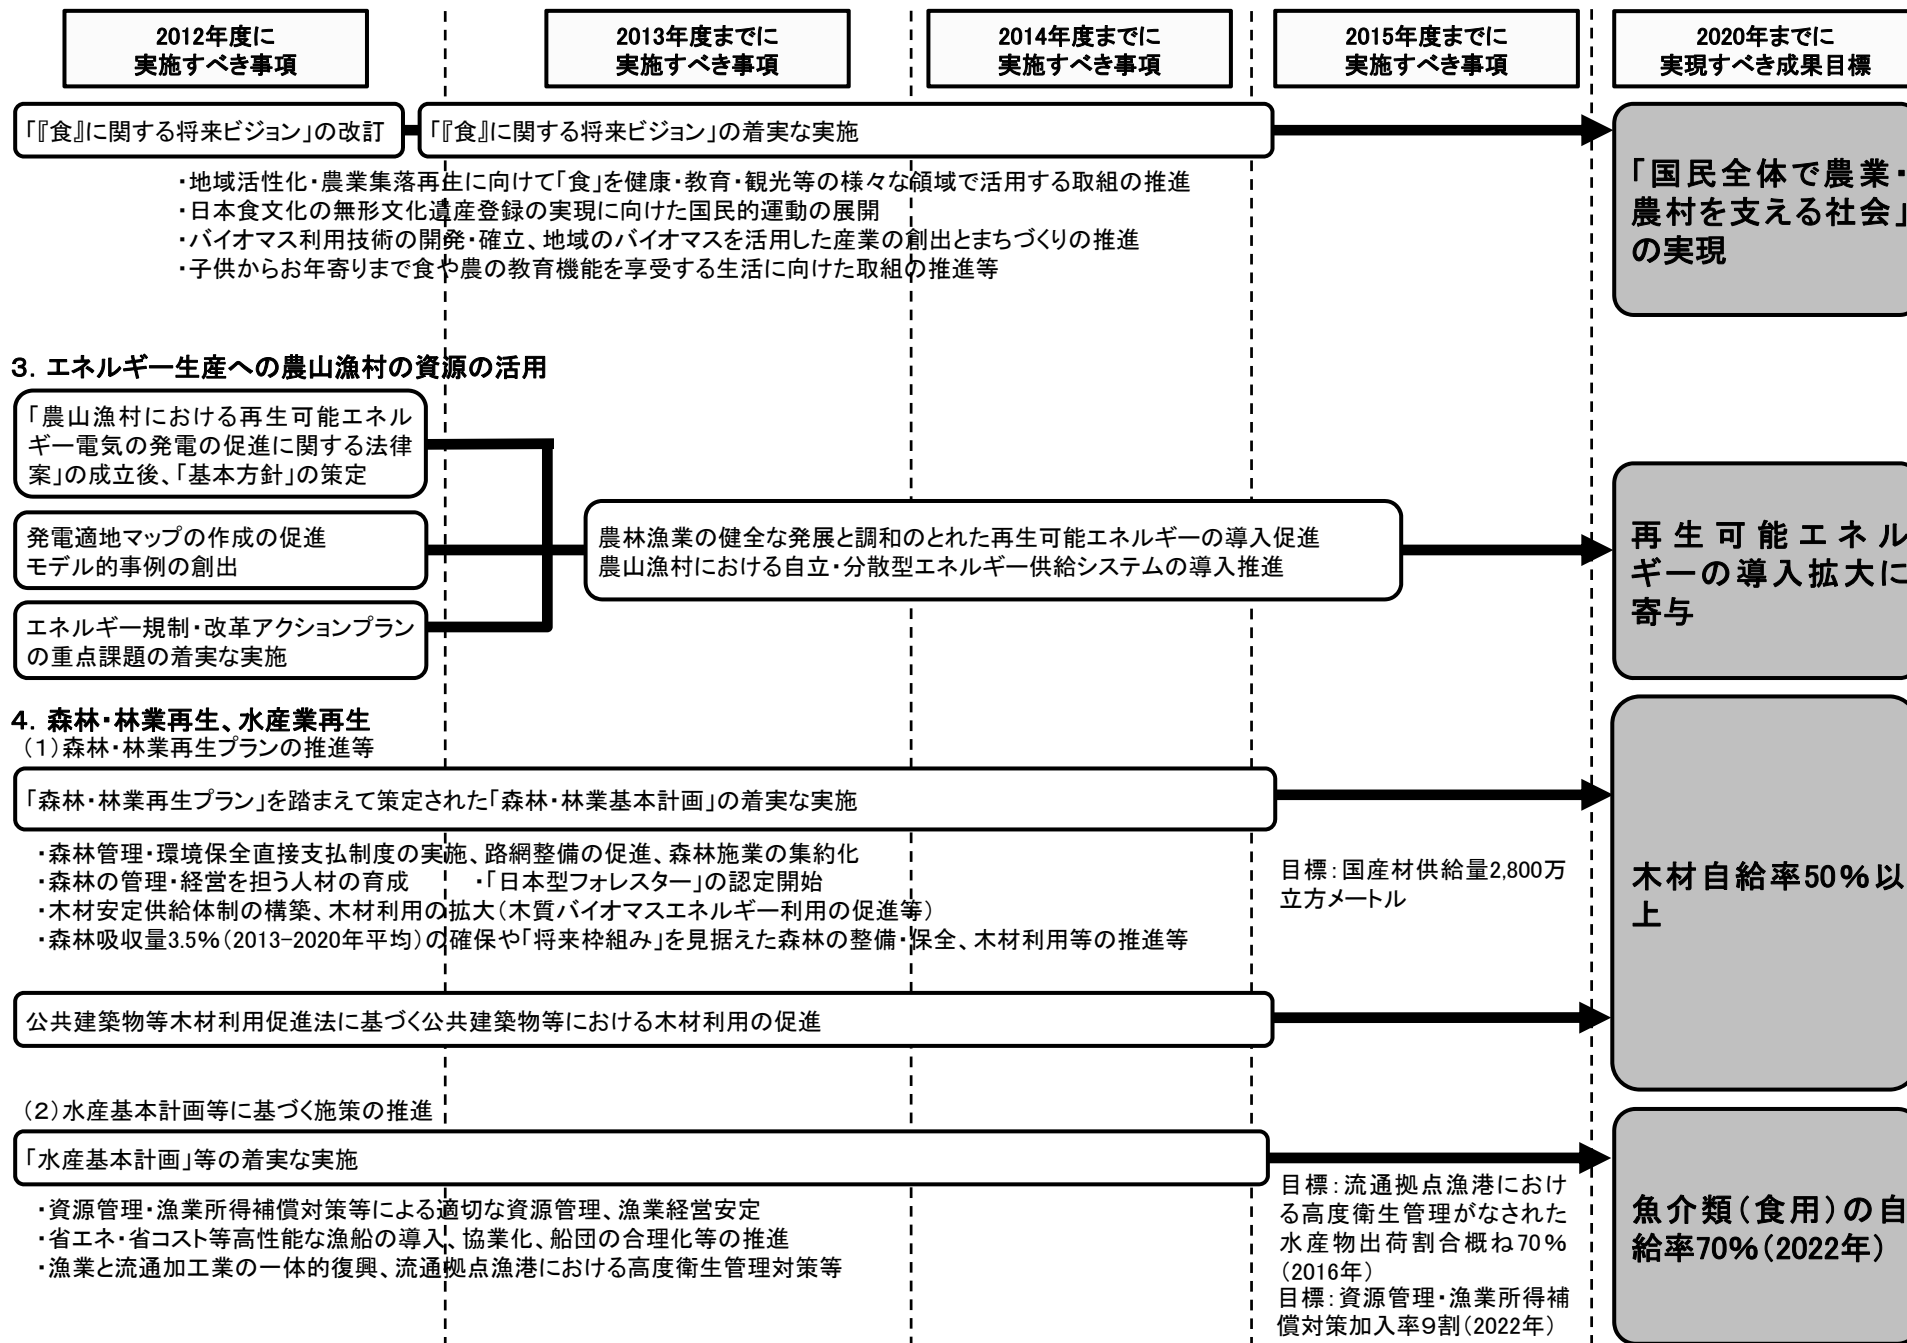 2012年度に
実施すべき事項
2013年度までに
実施すべき事項
2014年度までに
実施すべき事項
2015年度までに
実施すべき事項
2020年までに
実現すべき成果目標
「『食』に関する将来ビジョン」の改訂
「『食』に関する将来ビジョン」の着実な実施
・地域活性化・農業集落再生に向けて「食」を健康・教育・観光等の様々な領域で活用する取組の推進
・日本食文化の無形文化遺産登録の実現に向けた国民的運動の展開
・バイオマス利用技術の開発・確立、地域のバイオマスを活用した産業の創出とまちづくりの推進
・子供からお年寄りまで食や農の教育機能を享受する生活に向けた取組の推進等
「国民全体で農業・
農村を支える社会」
の実現
3．エネルギー生産への農山漁村の資源の活用
「農山漁村における再生可能エネル
ギー電気の発電の促進に関する法律
案」の成立後、「基本方針」の策定
発電適地マップの作成の促進
モデル的事例の創出
エネルギー規制・改革アクションプラン
の重点課題の着実な実施
農林漁業の健全な発展と調和のとれた再生可能エネルギーの導入促進
農山漁村における自立・分散型エネルギー供給システムの導入推進
再生可能エネル
ギーの導入拡大に
寄与
4．森林・林業再生、水産業再生
（1）森林・林業再生プランの推進等
「森林・林業再生プラン」を踏まえて策定された「森林・林業基本計画」の着実な実施
・森林管理・環境保全直接支払制度の実施、路網整備の促進、森林施業の集約化
・森林の管理・経営を担う人材の育成　　・「日本型フォレスター」の認定開始
・木材安定供給体制の構築、木材利用の拡大（木質バイオマスエネルギー利用の促進等）
・森林吸収量3.5%（2013-2020年平均）の確保や「将来枠組み」を見据えた森林の整備・保全、木材利用等の推進等
目標：国産材供給量2,800万
立方メートル
木材自給率50%以
上
公共建築物等木材利用促進法に基づく公共建築物等における木材利用の促進
（2）水産基本計画等に基づく施策の推進
「水産基本計画」等の着実な実施
・資源管理・漁業所得補償対策等による適切な資源管理、漁業経営安定
・省エネ・省コスト等高性能な漁船の導入、協業化、船団の合理化等の推進
・漁業と流通加工業の一体的復興、流通拠点漁港における高度衛生管理対策等
目標：流通拠点漁港におけ
る高度衛生管理がなされた
水産物出荷割合概ね70%
（2016年）
目標：資源管理・漁業所得補
償対策加入率9割（2022年）
魚介類（食用）の自
給率70%（2022年）